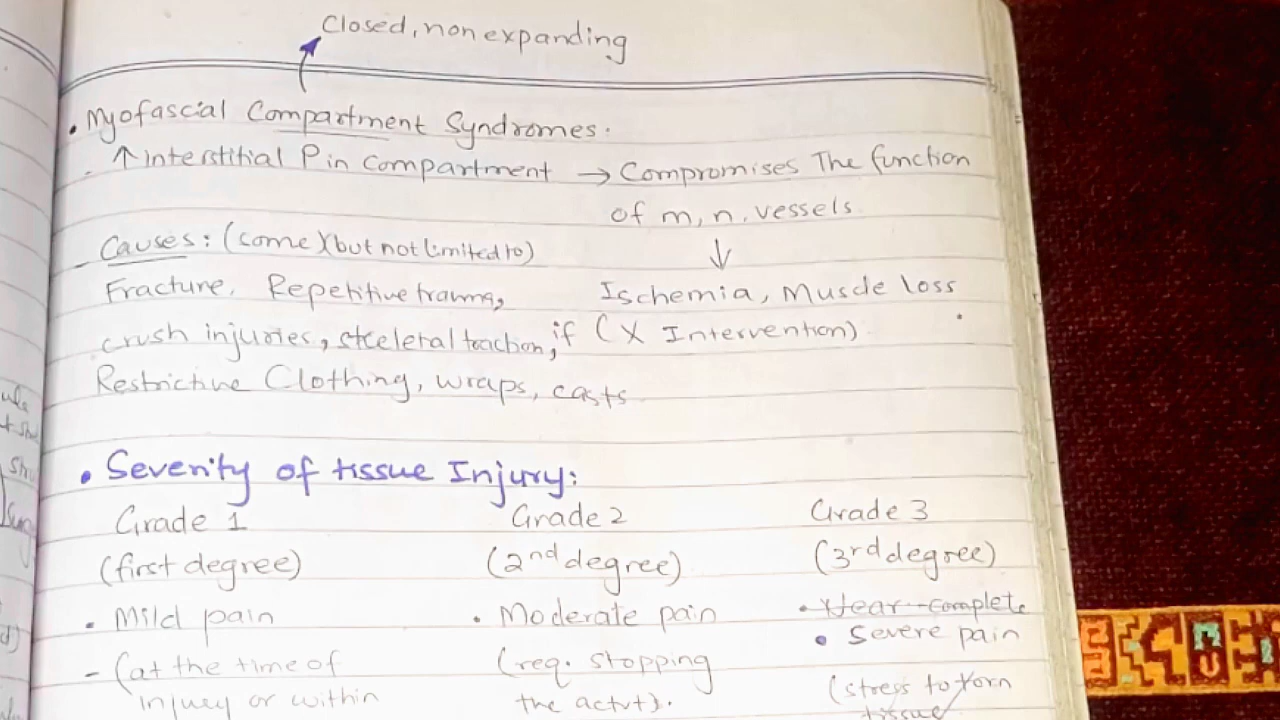 Closed, non expanding
• Myofascial Compartment Syndromes.
↑ Interstitial P in compartment → Compromises The function
of m, n, vessels.
↓
Causes: (some)(but not limited to)
Fracture, Repetitive trauma, Ischemia, Muscle loss
crush injuries, skeletal traction, if (X Intervention)
Restrictive Clothing, wraps, casts
• Severity of tissue Injury:
Grade 1 Grade 2 Grade 3
(first degree) (2nd degree) (3rd degree)
• Mild pain • Moderate pain • Near-complete
• Severe pain
- (at the time of (req. stopping (stress to torn
injury or within the actvt). tissue